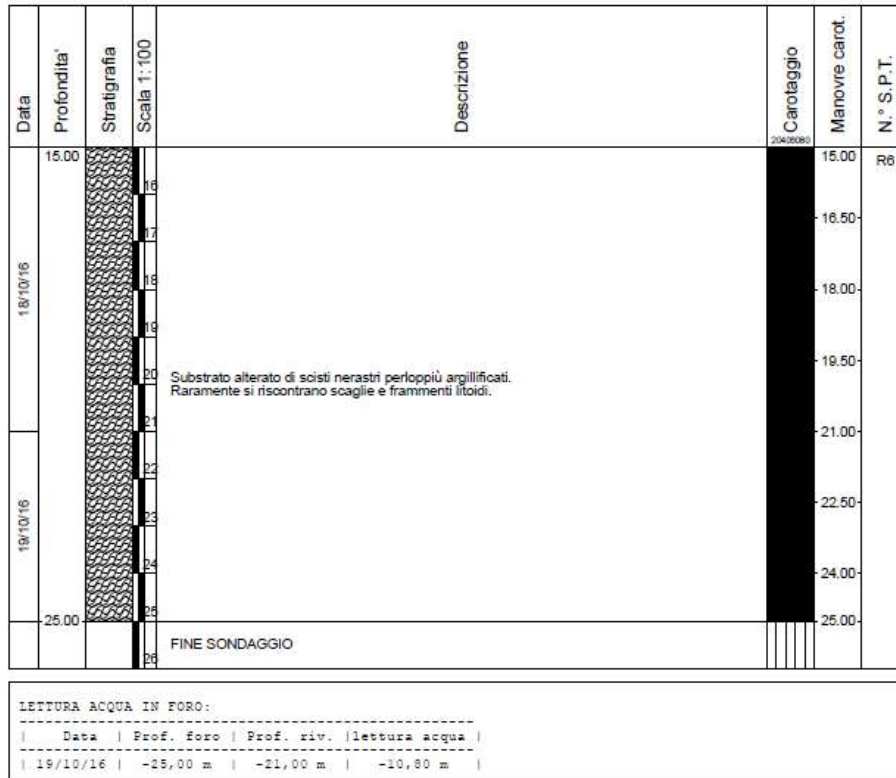 Data
Profondita'
Stratigrafia
Scala 1:100
Descrizione
Carotaggio
20406080
Manovre carot.
N.° S.P.T.
15.00
15.00
R6
16
16.50
17
18/10/16
18
18.00
19
19.50
20
Substrato alterato di scisti nerastri perloppiù argillificati.
Raramente si riscontrano scaglie e frammenti litoidi.
21
21.00
22
22.50
19/10/16
23
24
24.00
25
25.00
25.00
FINE SONDAGGIO
26
LETTURA ACQUA IN FORO:
| Data | Prof. foro | Prof. riv. |lettura acqua |
| 19/10/16 | -25,00 m | -21,00 m | -10,80 m |